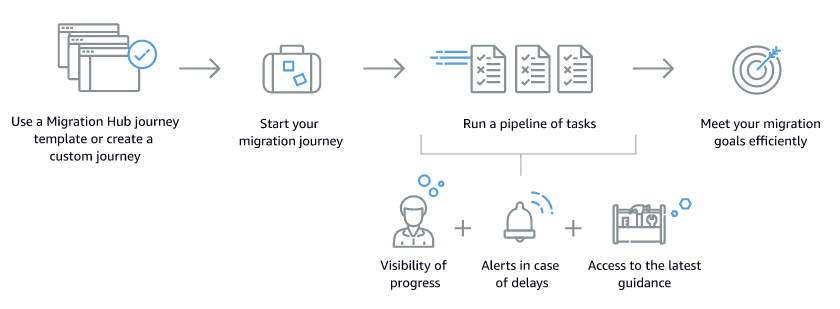 Use a Migration Hub journey
template or create a
custom journey
Start your
migration journey
Run a pipeline of tasks
Meet your migration
goals efficiently
Visibility of
progress
Alerts in case
of delays
Access to the latest
guidance